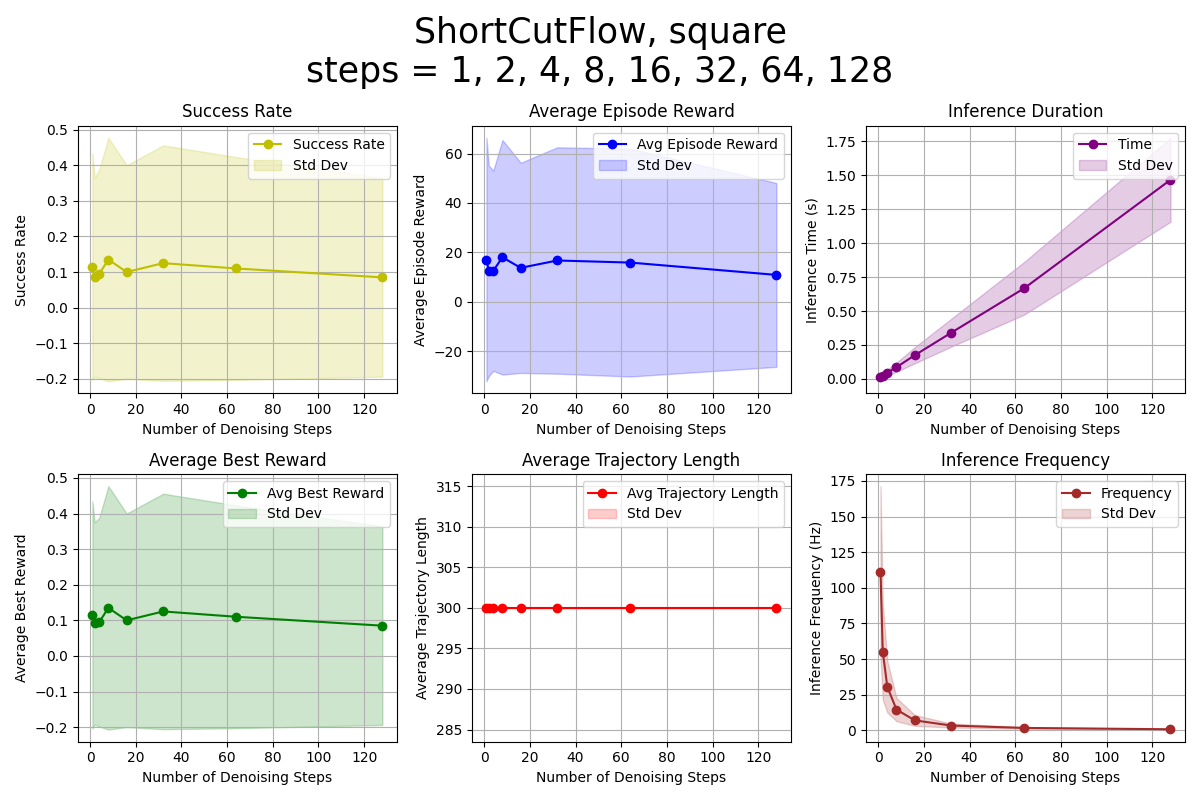 ShortCutFlow, square
steps = 1, 2, 4, 8, 16, 32, 64, 128
Success Rate
Success Rate
0.5
0.4
0.3
0.2
0.1
0.0
−0.1
−0.2
Success Rate
Std Dev
0 20 40 60 80 100 120
Number of Denoising Steps
Average Episode Reward
Average Episode Reward
60
40
20
0
−20
Avg Episode Reward
Std Dev
0 20 40 60 80 100 120
Number of Denoising Steps
Inference Duration
Inference Time (s)
1.75
1.50
1.25
1.00
0.75
0.50
0.25
0.00
Time
Std Dev
0 20 40 60 80 100 120
Number of Denoising Steps
Average Best Reward
Average Best Reward
0.5
0.4
0.3
0.2
0.1
0.0
−0.1
−0.2
Avg Best Reward
Std Dev
0 20 40 60 80 100 120
Number of Denoising Steps
Average Trajectory Length
Average Trajectory Length
315
310
305
300
295
290
285
Avg Trajectory Length
Std Dev
0 20 40 60 80 100 120
Number of Denoising Steps
Inference Frequency
Inference Frequency (Hz)
175
150
125
100
75
50
25
0
Frequency
Std Dev
0 20 40 60 80 100 120
Number of Denoising Steps